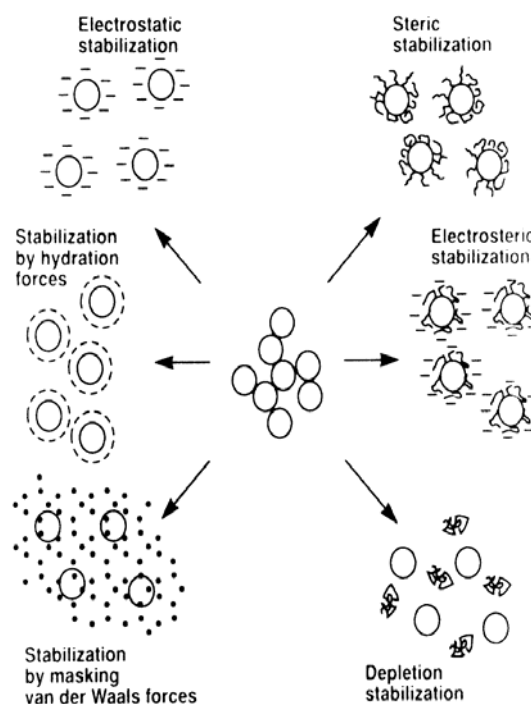 Electrostatic
stabilization
Steric
stabilization
Stabilization
by hydration
forces
Electrosteric
stabilization
Stabilization
by masking
van der Waals forces
Depletion
stabilization